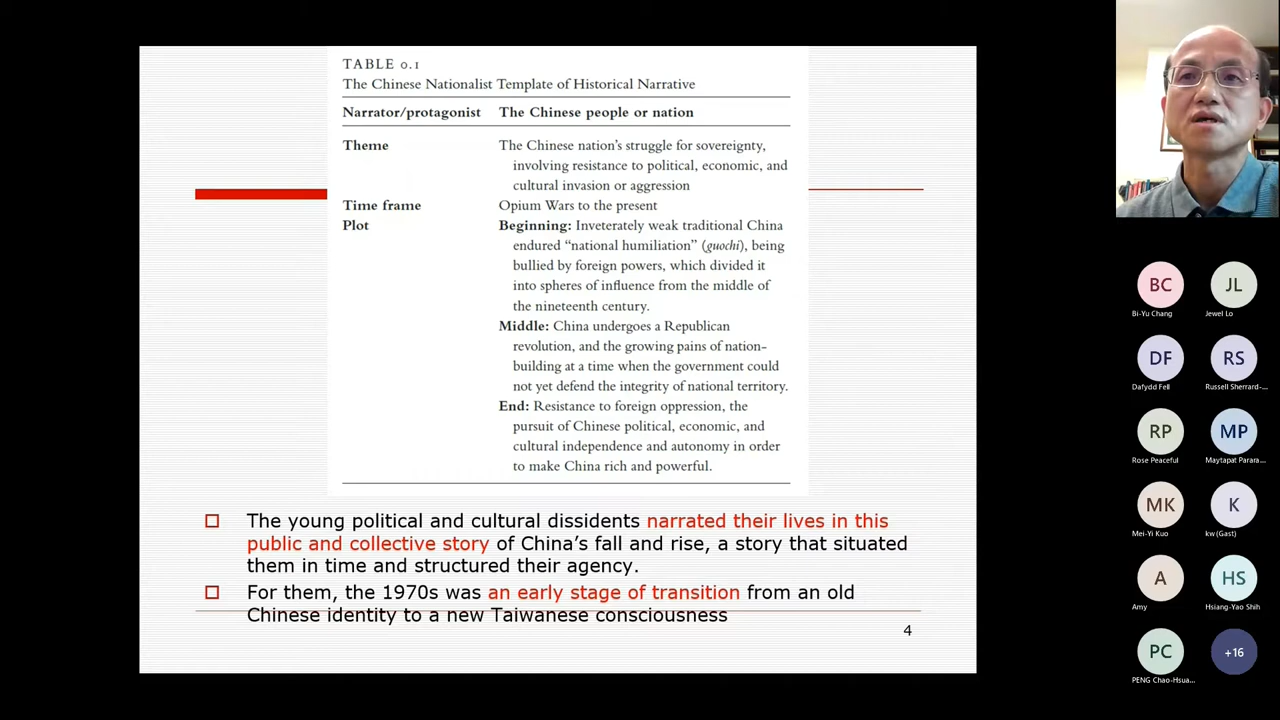 TABLE 0.1
The Chinese Nationalist Template of Historical Narrative
Narrator/protagonist The Chinese people or nation
Theme The Chinese nation's struggle for sovereignty,
involving resistance to political, economic, and
cultural invasion or aggression
Time frame Opium Wars to the present
Plot Beginning: Inveterately weak traditional China
endured “national humiliation” (guochi), being
bullied by foreign powers, which divided it
into spheres of influence from the middle of
the nineteenth century.
Middle: China undergoes a Republican
revolution, and the growing pains of nation-
building at a time when the government could
not yet defend the integrity of national territory.
End: Resistance to foreign oppression, the
pursuit of Chinese political, economic, and
cultural independence and autonomy in order
to make China rich and powerful.
The young political and cultural dissidents narrated their lives in this
public and collective story of China's fall and rise, a story that situated
them in time and structured their agency.
For them, the 1970s was an early stage of transition from an old
Chinese identity to a new Taiwanese consciousness
4
BC JL
Bi-Yu Chang Jewel Lo
DF RS
Dafydd Fell Russell Sherrard-...
RP MP
Rose Peaceful Maytapat Parara...
MK K
Mei-Yi Kuo kw (Gast)
A HS
Amy Hsiang-Yao Shih
PC +16
PENG Chao-Hsua...